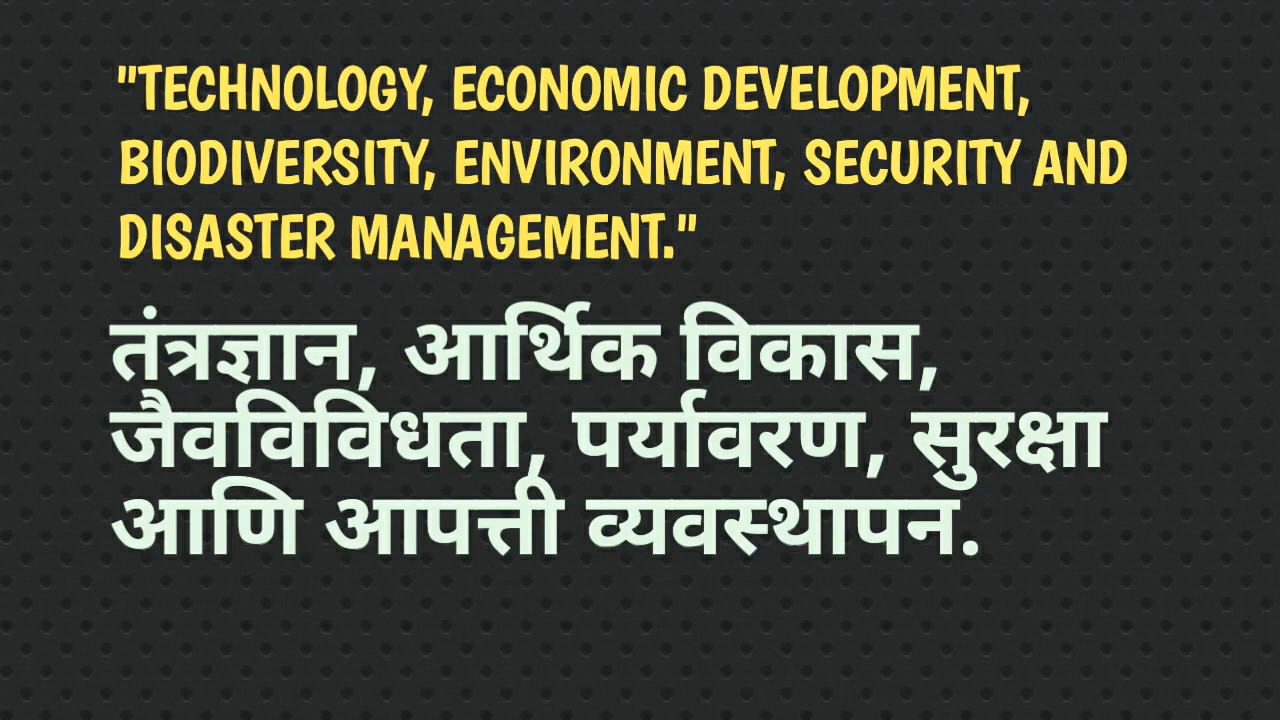 "TECHNOLOGY, ECONOMIC DEVELOPMENT,
BIODIVERSITY, ENVIRONMENT, SECURITY AND
DISASTER MANAGEMENT."
तंत्रज्ञान, आर्थिक विकास,
जैवविविधता, पर्यावरण, सुरक्षा
आणि आपत्ती व्यवस्थापन.